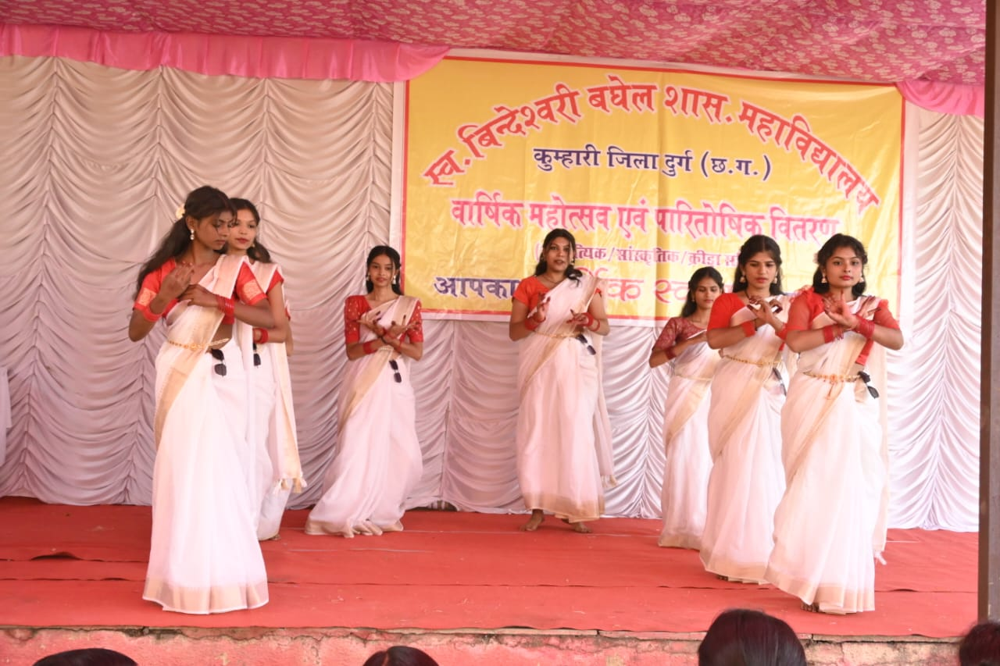 स्व. बिन्देश्वरी बघेल शास. महाविद्यालय
कुम्हारी जिला दुर्ग (छ.ग.)
वार्षिक महोत्सव एवं पारितोषिक वितरण
/सांस्कृतिक/क्रीड़ा
आपका